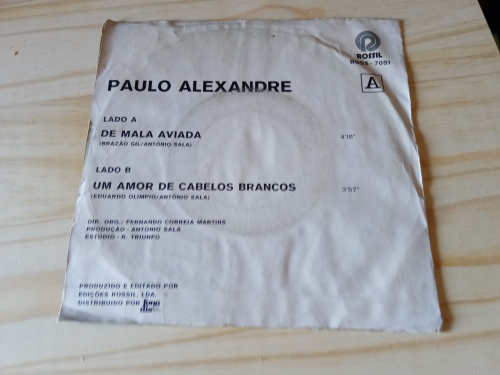 ROSSIL
ROSS - 7051
PAULO ALEXANDRE
A
LADO A
DE MALA AVIADA 4'16"
(BRAZÃO GIL/ANTÓNIO SALA)
LADO B
UM AMOR DE CABELOS BRANCOS 3'57"
(EDUARDO OLIMPIO/ANTÓNIO SALA)
DIR. ORQ.: FERNANDO CORREIA MARTINS
PRODUÇÃO - ANTÓNIO SALA
ESTÚDIO - R. TRIUNFO
PRODUZIDO E EDITADO POR
EDIÇÕES ROSSIL, LDA.
DISTRIBUIDO POR